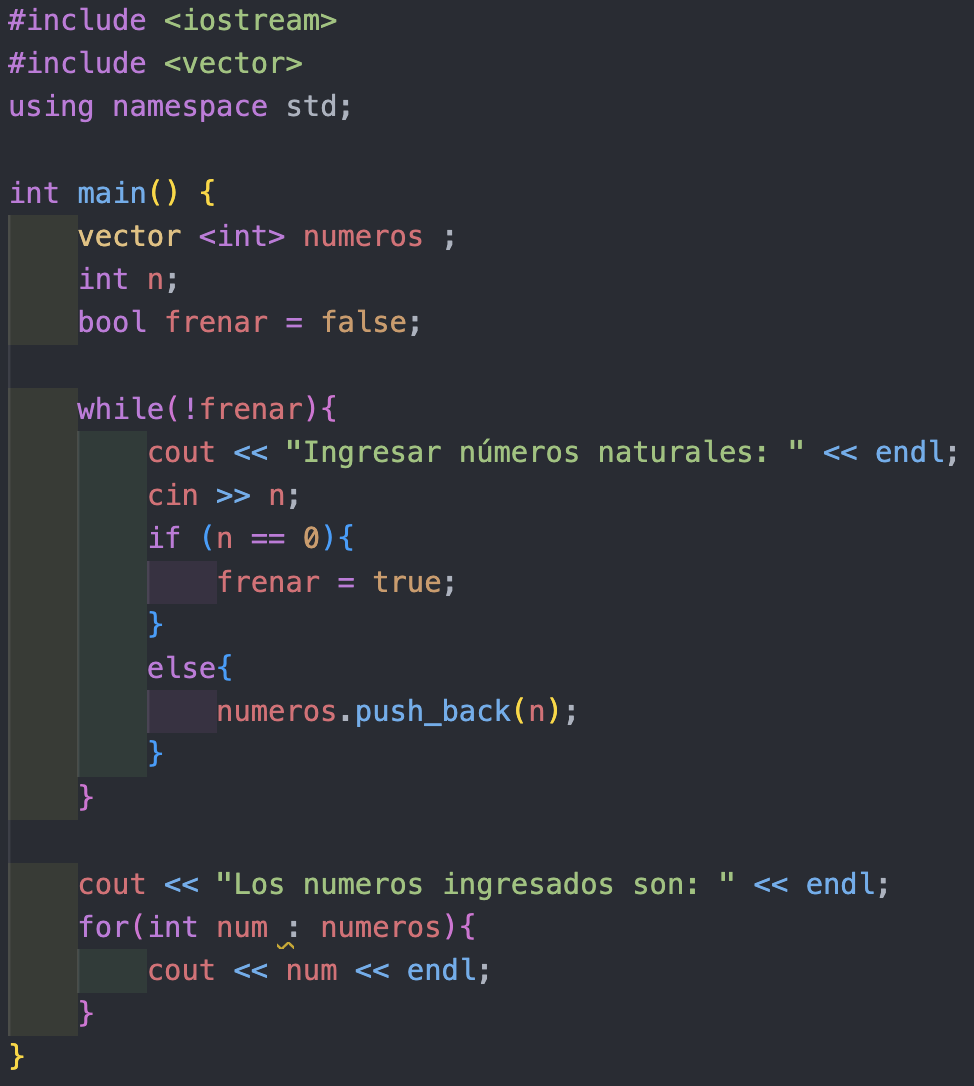 #include <iostream>
#include <vector>
using namespace std;
int main() {
    vector <int> numeros ;
    int n;
    bool frenar = false;
    while(!frenar){
        cout << "Ingresar números naturales: " << endl;
        cin >> n;
        if (n == 0){
            frenar = true;
        }
        else{
            numeros.push_back(n);
        }
    }
    cout << "Los numeros ingresados son: " << endl;
    for(int num : numeros){
        cout << num << endl;
    }
}